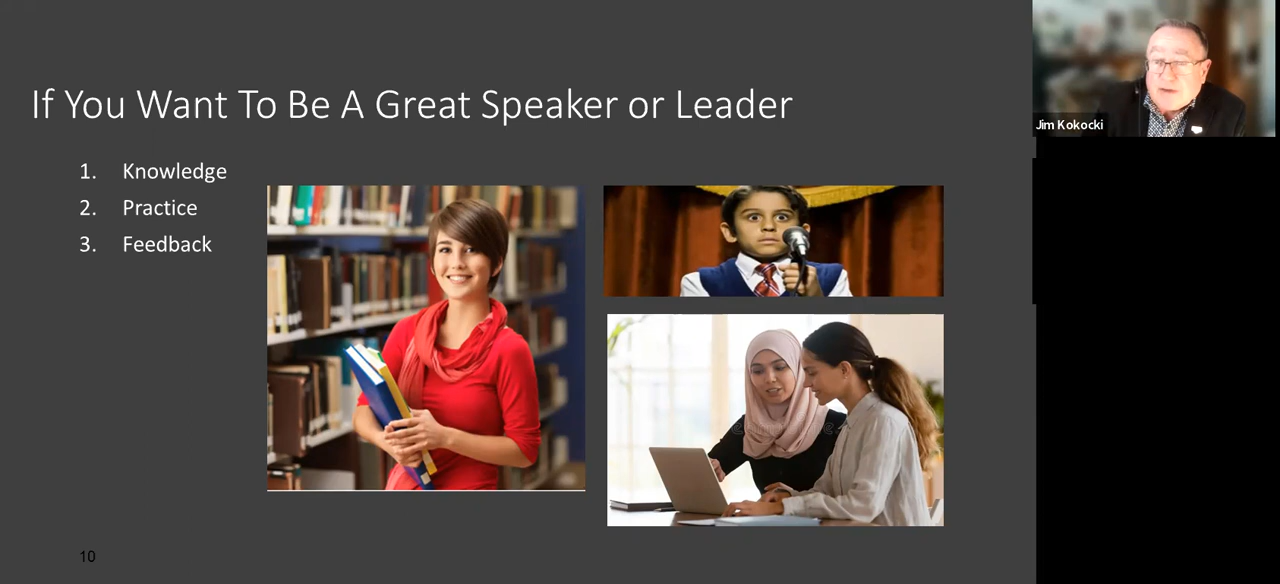 If You Want To Be A Great Speaker or Leader
Jim Kokocki
1. Knowledge
2. Practice
3. Feedback
10